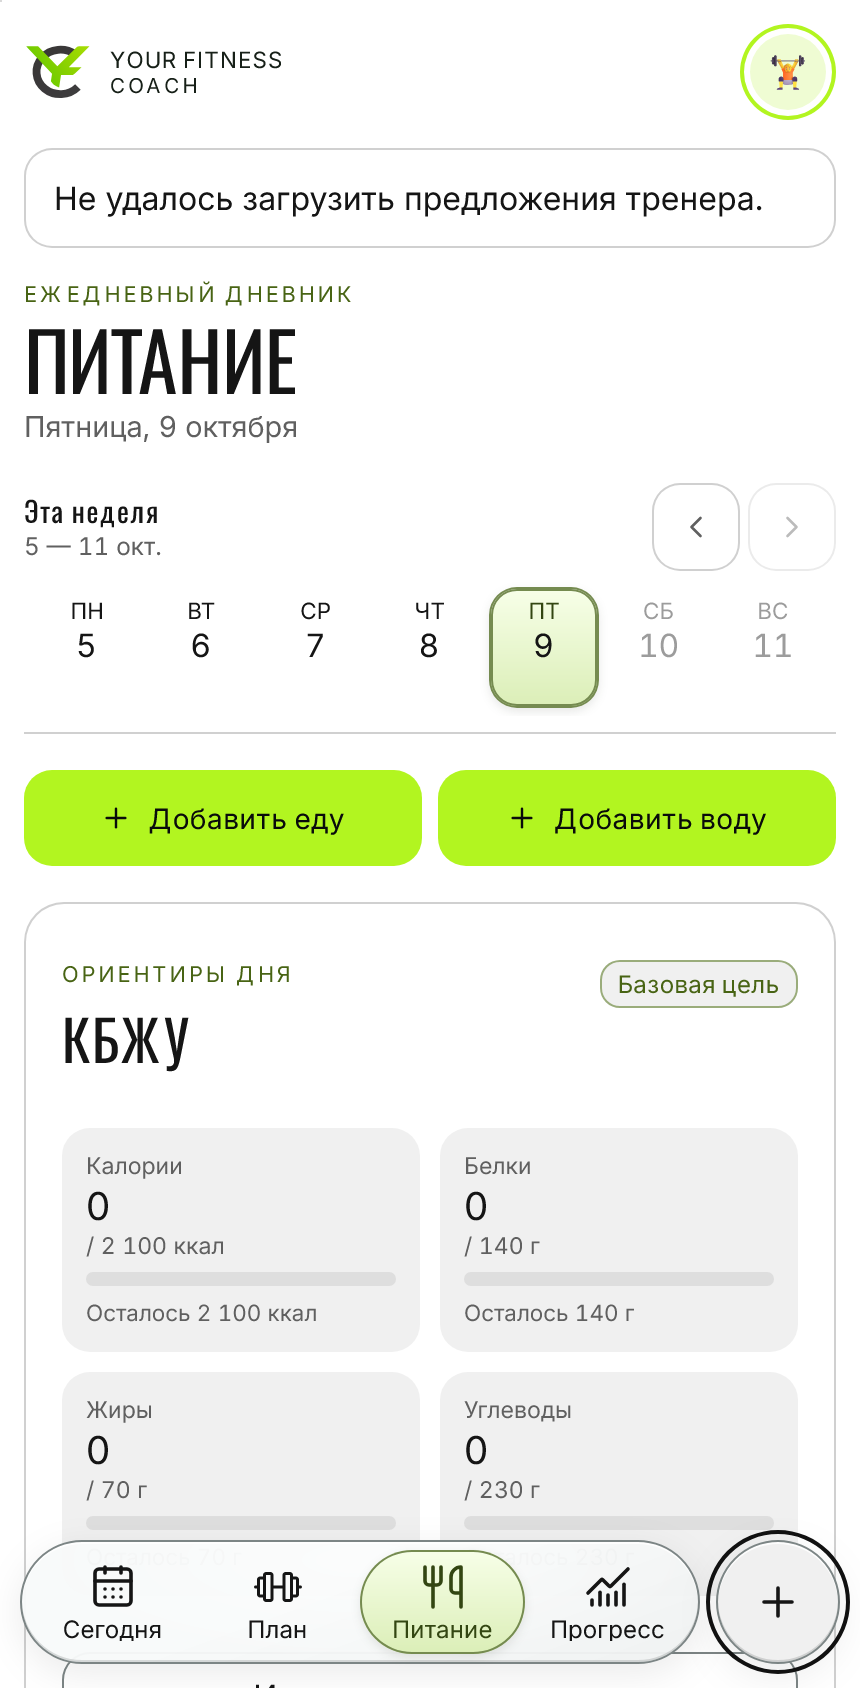 YOUR FITNESS
COACH
Не удалось загрузить предложения тренера.
ЕЖЕДНЕВНЫЙ ДНЕВНИК
ПИТАНИЕ
Пятница, 9 октября
Эта неделя
5 — 11 окт.
ПН ВТ СР ЧТ ПТ СБ ВС
5 6 7 8 9 10 11
+ Добавить еду + Добавить воду
ОРИЕНТИРЫ ДНЯ
Базовая цель
КБЖУ
Калории
0
/ 2 100 ккал
Осталось 2 100 ккал
Белки
0
/ 140 г
Осталось 140 г
Жиры
0
/ 70 г
Осталось 70 г
Углеводы
0
/ 230 г
230 г
Сегодня План Питание Прогресс